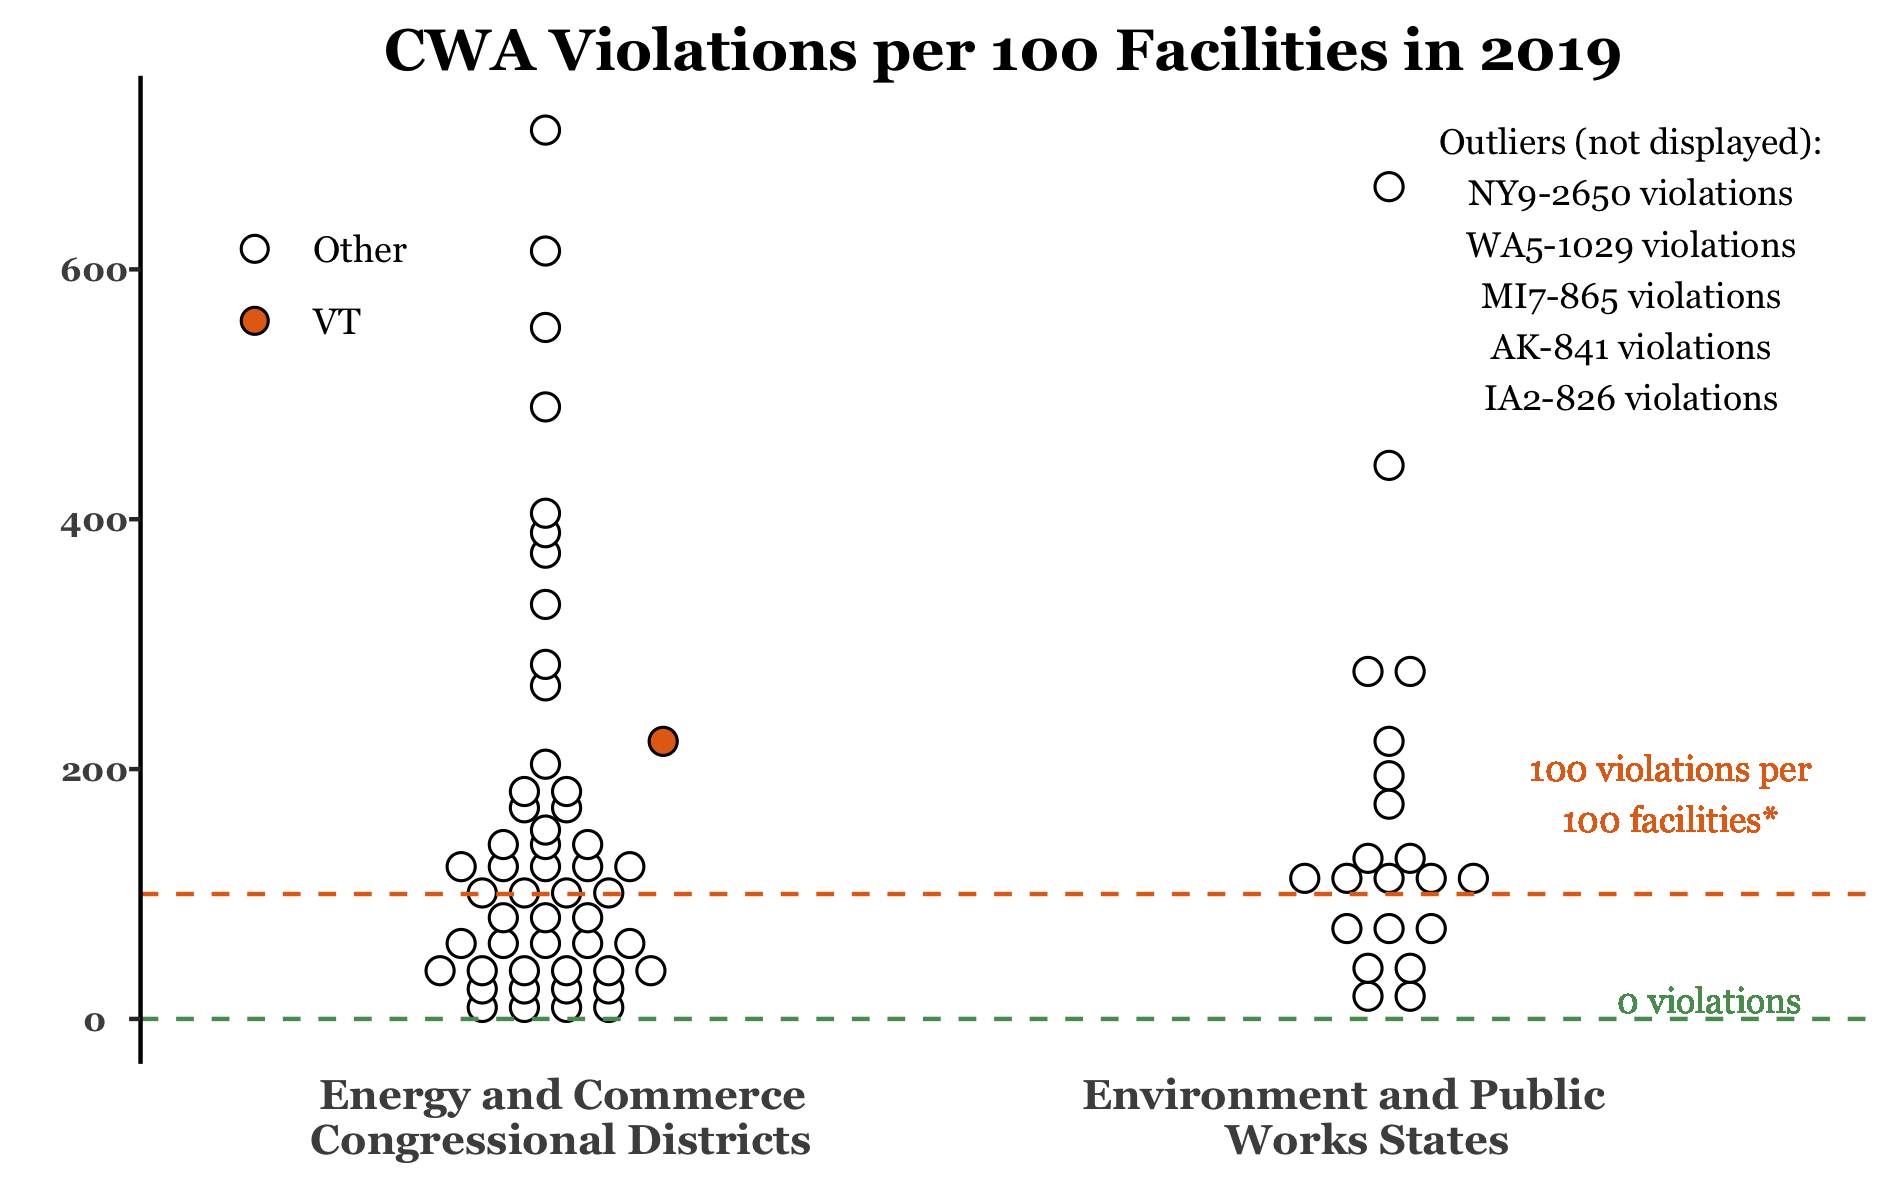 CWA Violations per 100 Facilities in 2019
Outliers (not displayed):
NY9-2650 violations
WA5-1029 violations
MI7-865 violations
AK-841 violations
IA2-826 violations
Other
VT
600
400
200
0
100 violations per
100 facilities*
0 violations
Energy and Commerce
Congressional Districts
Environment and Public
Works States